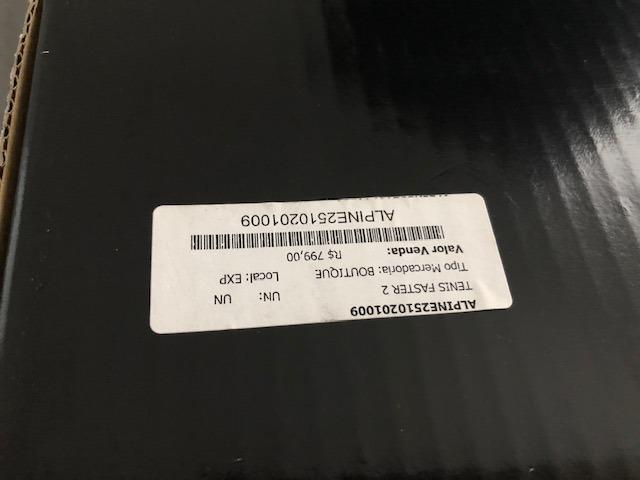 ALPINE2510201009
TENIS FASTER 2 UN: UN
Tipo Mercadoria: BOUTIQUE Local: EXP
Valor Venda: R$ 799,00
ALPINE2510201009